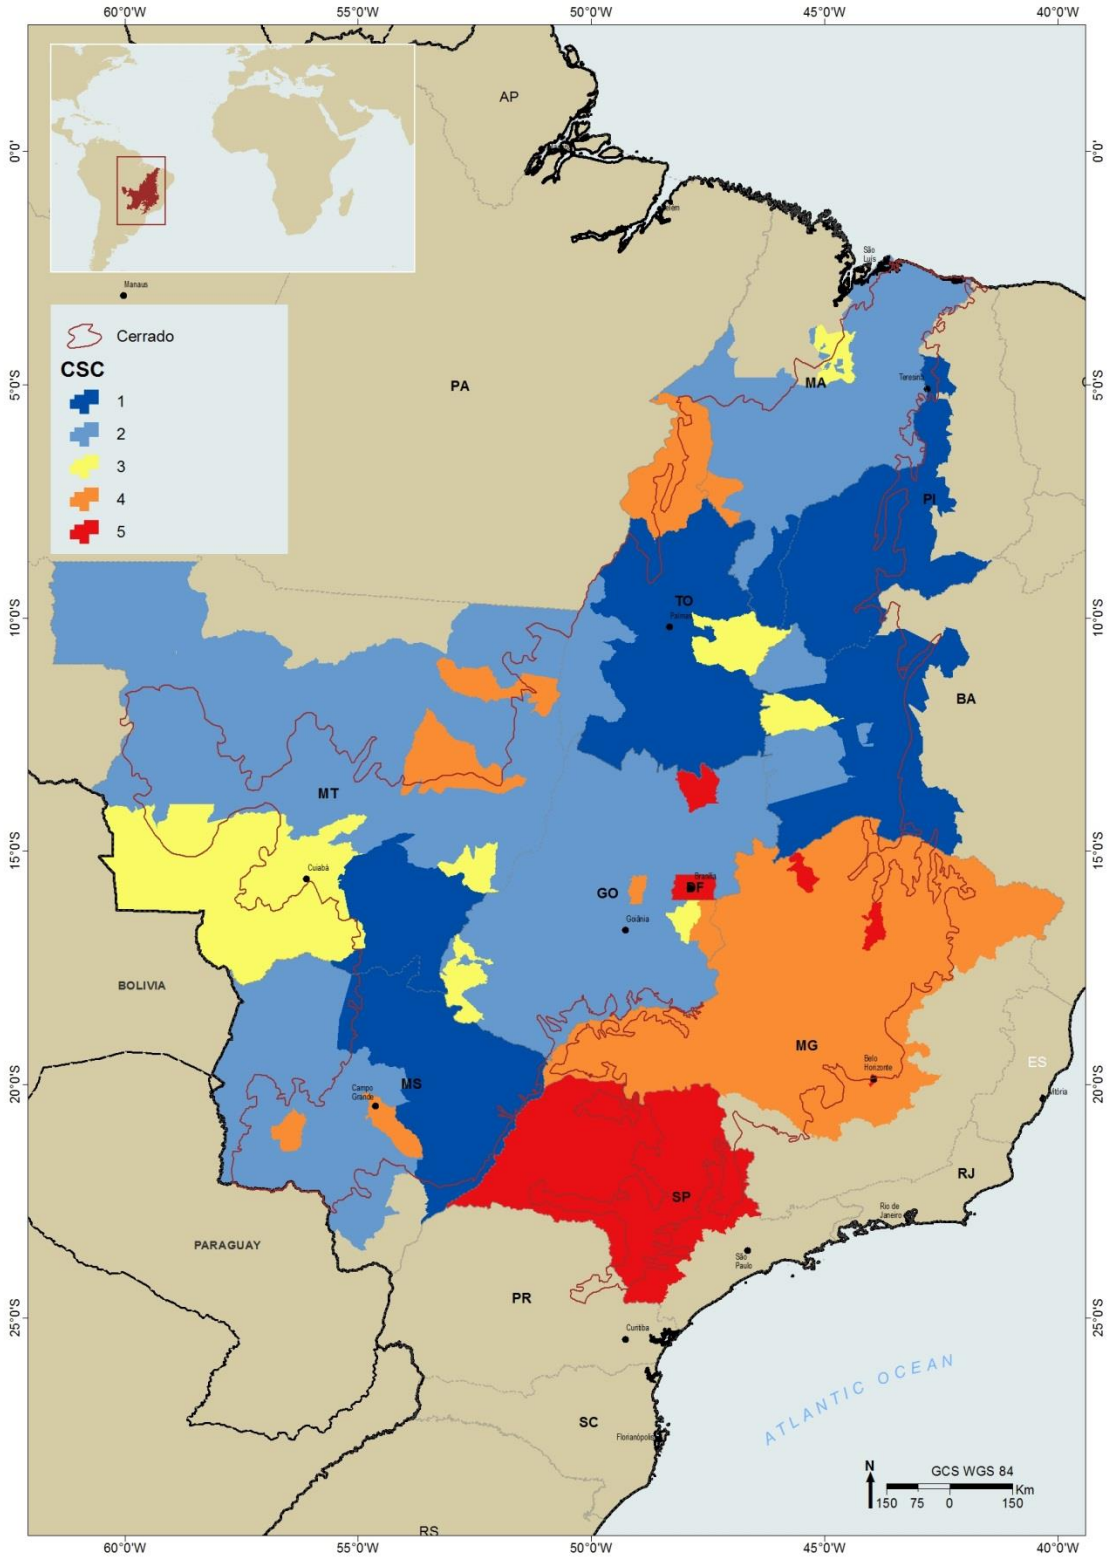 60°0'W 55°0'W 50°0'W 45°0'W 40°0'W
0°0'
5°0'S
10°0'S
15°0'S
20°0'S
25°0'S
0°0'
5°0'S
10°0'S
15°0'S
20°0'S
25°0'S
AP
Manaus
São
Luís
Cerrado
CSC
1
2
3
4
5
PA
MA
Teresina
PI
TO
Palmas
BA
MT
Cuiabá
GO
Brasília
DF
Goiânia
BOLIVIA
MG
Belo
Horizonte
ES
Vitória
MS
Campo
Grande
RJ
Rio de
Janeiro
SP
São
Paulo
PARAGUAY
PR
Curitiba
ATLANTIC OCEAN
SC
Florianópolis
N
GCS WGS 84
150 75 0 150 Km
RS
60°0'W 55°0'W 50°0'W 45°0'W 40°0'W